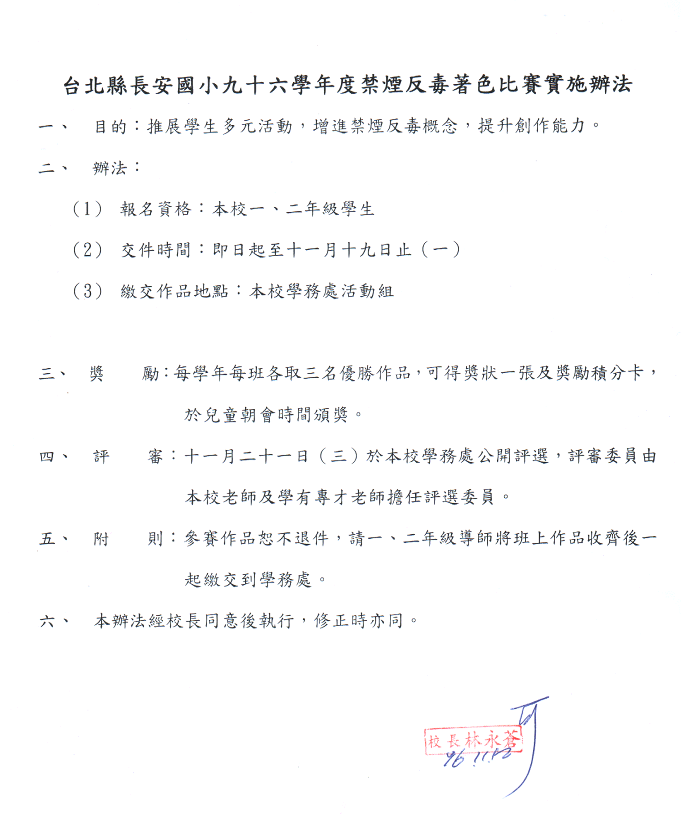 台北縣長安國小九十六學年度禁煙反毒著色比賽實施辦法
一、　目的：推展學生多元活動，增進禁煙反毒概念，提升創作能力。
二、　辦法：
（1）　報名資格：本校一、二年級學生
（2）　交件時間：即日起至十一月十九日止（一）
（3）　繳交作品地點：本校學務處活動組
三、　獎　　勵：每學年每班各取三名優勝作品，可得獎狀一張及獎勵積分卡，
於兒童朝會時間頒獎。
四、　評　　審：十一月二十一日（三）於本校學務處公開評選，評審委員由
本校老師及學有專才老師擔任評選委員。
五、　附　　則：參賽作品恕不退件，請一、二年級導師將班上作品收齊後一
起繳交到學務處。
六、　本辦法經校長同意後執行，修正時亦同。
可
校長林永蒼